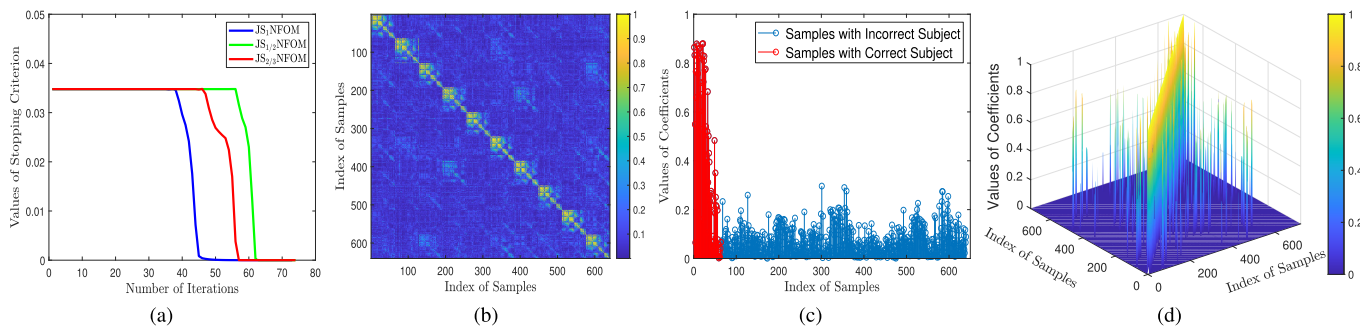 Values of Stopping Criterion
0.05
0.04
0.03
0.02
0.01
0
0 10 20 30 40 50 60 70 80
Number of Iterations
JS₁NFOM
JS₁/₂NFOM
JS₂/₃NFOM
(a)
Index of Samples
100
200
300
400
500
600
100 200 300 400 500 600
Index of Samples
1
0.9
0.8
0.7
0.6
0.5
0.4
0.3
0.2
0.1
(b)
Values of Coefficients
1
0.8
0.6
0.4
0.2
0
0 100 200 300 400 500 600
Index of Samples
Samples with Incorrect Subject
Samples with Correct Subject
(c)
Values of Coefficients
1
0.8
0.6
0.4
0.2
0
600
400
200
0
Index of Samples
0
200
400
600
Index of Samples
1
0.8
0.6
0.4
0.2
0
(d)